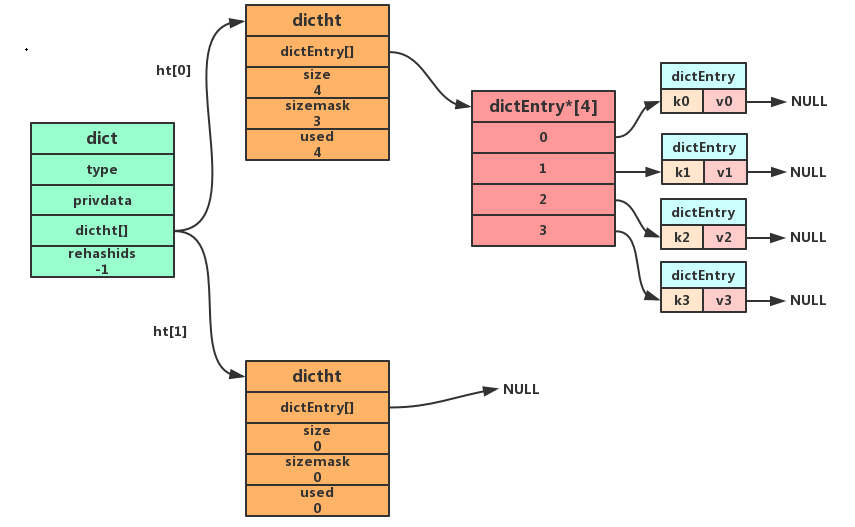 dict
type
privdata
dictht[]
rehashids
-1
ht[0]
dictht
dictEntry[]
size
4
sizemask
3
used
4
ht[1]
dictht
dictEntry[]
size
0
sizemask
0
used
0
NULL
dictEntry*[4]
0
1
2
3
dictEntry
k0 v0 NULL
dictEntry
k1 v1 NULL
dictEntry
k2 v2 NULL
dictEntry
k3 v3 NULL